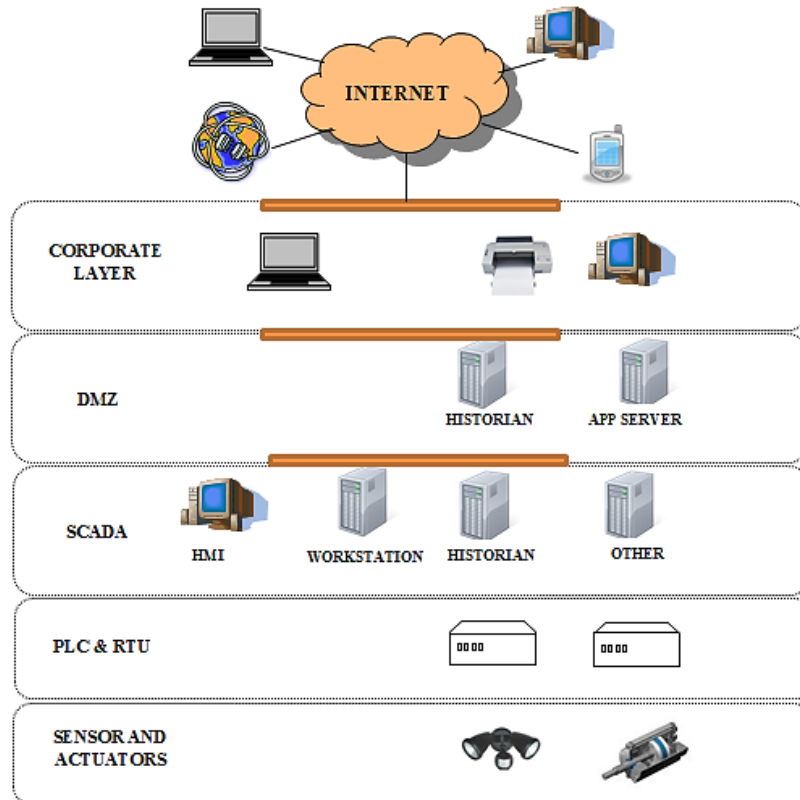 INTERNET
CORPORATE
LAYER
DMZ
HISTORIAN
APP SERVER
SCADA
HMI
WORKSTATION
HISTORIAN
OTHER
PLC & RTU
SENSOR AND
ACTUATORS